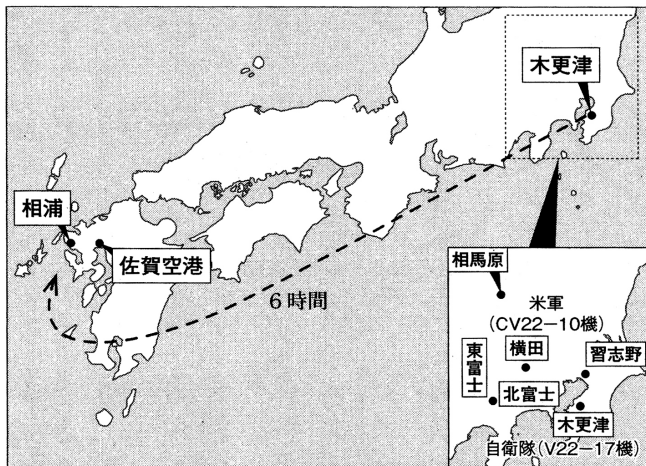 木更津
相浦
佐賀空港
6時間
相馬原
米軍
(CV22-10機)
東富士
横田
習志野
北富士
木更津
自衛隊(V22-17機)